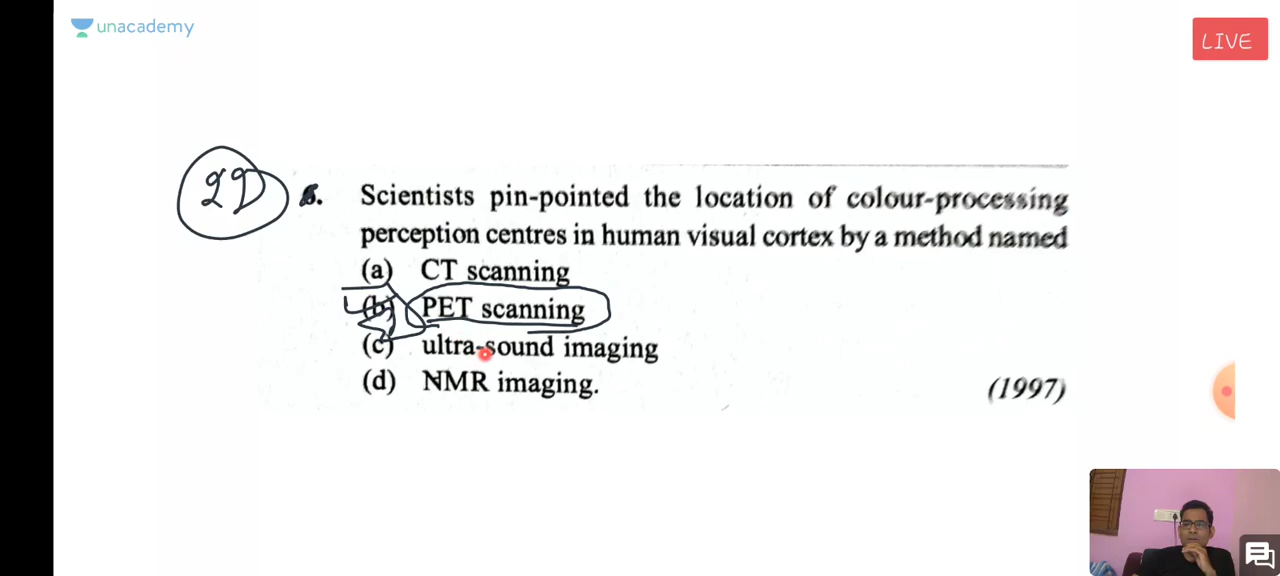 unacademy
LIVE
6. Scientists pin-pointed the location of colour-processing
perception centres in human visual cortex by a method named
(a) CT scanning
(b) PET scanning
(c) ultra-sound imaging
(d) NMR imaging.
(1997)